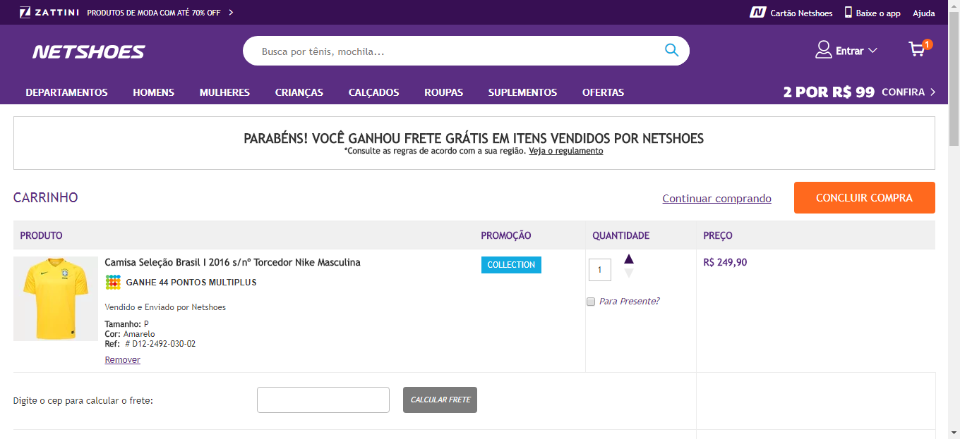 ZATTINI PRODUTOS DE MODA COM ATÉ 70% OFF
Cartão Netshoes Baixe o app Ajuda
NETSHOES
Busca por tênis, mochila...
Entrar
1
DEPARTAMENTOS HOMENS MULHERES CRIANÇAS CALÇADOS ROUPAS SUPLEMENTOS OFERTAS
2 POR R$ 99 CONFIRA
PARABÉNS! VOCÊ GANHOU FRETE GRÁTIS EM ITENS VENDIDOS POR NETSHOES
*Consulte as regras de acordo com a sua região. Veja o regulamento
CARRINHO
Continuar comprando
CONCLUIR COMPRA
PRODUTO PROMOÇÃO QUANTIDADE PREÇO
Camisa Seleção Brasil I 2016 s/nº Torcedor Nike Masculina
COLLECTION
1
R$ 249,90
GANHE 44 PONTOS MULTIPLUS
Para Presente?
Vendido e Enviado por Netshoes
Tamanho: P
Cor: Amarelo
Ref: # D12-2492-030-02
Remover
Digite o cep para calcular o frete:
CALCULAR FRETE